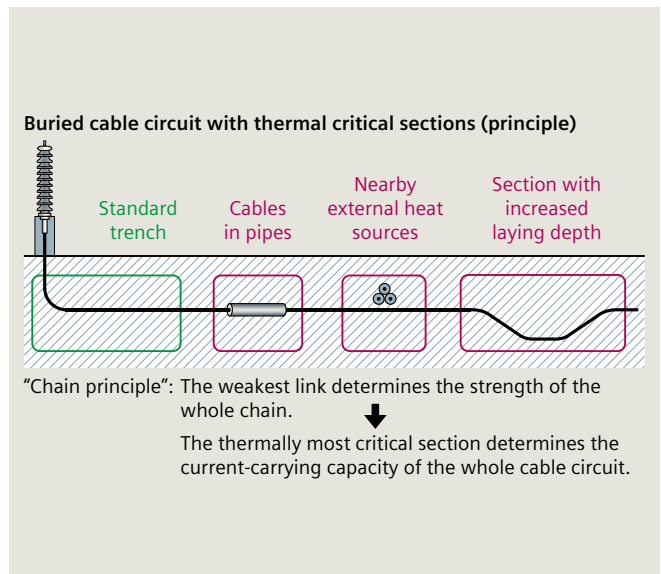 Buried cable circuit with thermal critical sections (principle)
Standard
trench
Cables
in pipes
Nearby
external heat
sources
Section with
increased
laying depth
“Chain principle”: The weakest link determines the strength of the
whole chain.
The thermally most critical section determines the
current-carrying capacity of the whole cable circuit.